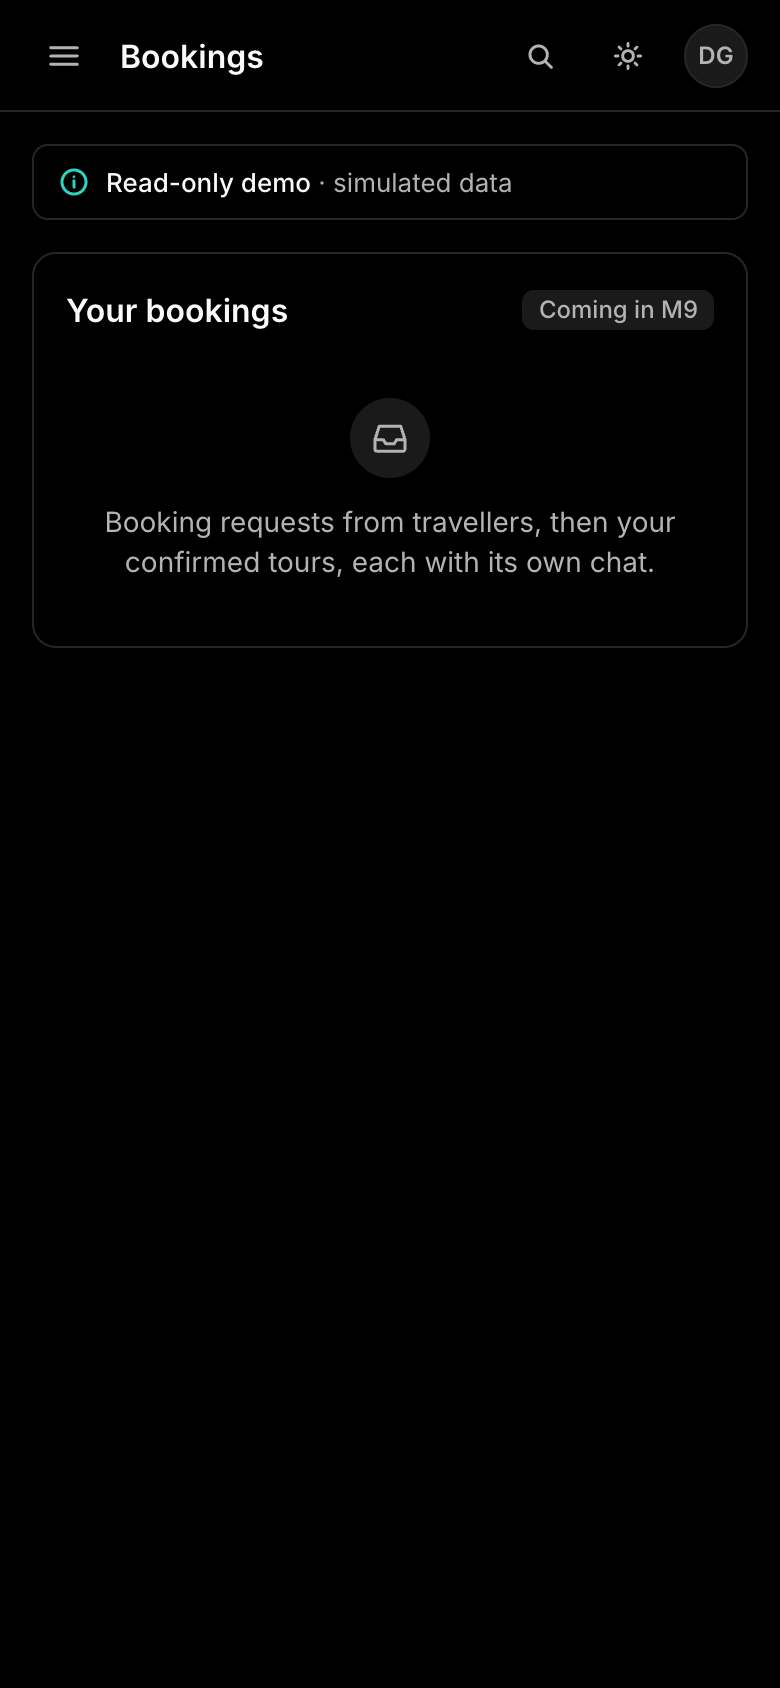 Bookings
DG
Read-only demo · simulated data
Your bookings
Coming in M9
Booking requests from travellers, then your
confirmed tours, each with its own chat.